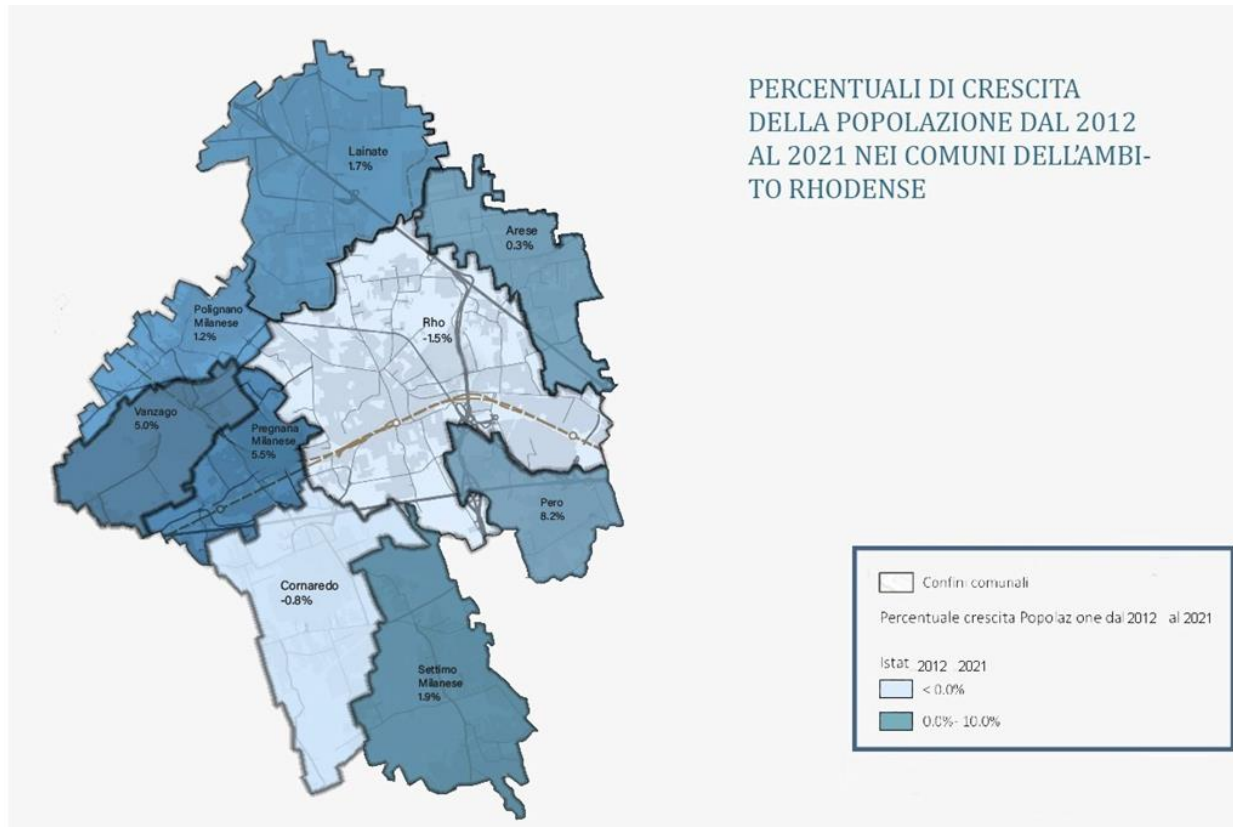 PERCENTUALI DI CRESCITA
DELLA POPOLAZIONE DAL 2012
AL 2021 NEI COMUNI DELL'AMBI-
TO RHODENSE
Lainate
1.7%
Arese
0.3%
Polignano
Milanese
1.2%
Rho
-1.5%
Vanzago
5.0%
Pregnana
Milanese
5.5%
Pero
8.2%
Cornaredo
-0.8%
Settimo
Milanese
1.9%
Confini comunali
Percentuale crescita Popolaz one dal 2012 al 2021
Istat 2012 2021
< 0.0%
0.0%- 10.0%